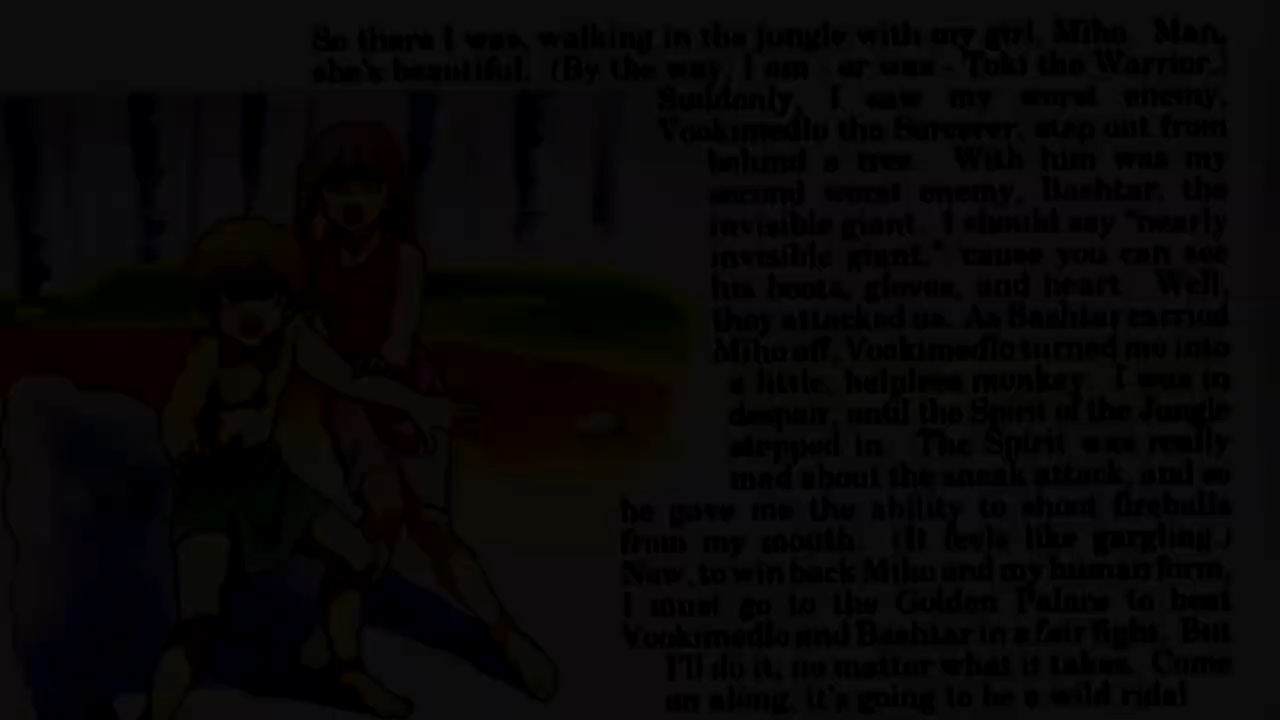 So there I was, walking in the jungle with my girl, Miho. Man,
she's beautiful. (By the way, I am - or was - Toki the Warrior.)
Suddenly, I saw my worst enemy,
Vookimedlo the Sorcerer, step out from
behind a tree. With him was my
second worst enemy, Bashtar, the
invisible giant. I should say "nearly
invisible giant," 'cause you can see
his boots, gloves, and heart. Well,
they attacked us. As Bashtar carried
Miho off, Vookimedlo turned me into
a little, helpless monkey. I was in
despair, until the Spirit of the Jungle
stepped in. The Spirit was really
mad about the sneak attack, and so
he gave me the ability to shoot fireballs
from my mouth. (It feels like gargling.)
Now, to win back Miho and my human form,
I must go to the Golden Palace to beat
Vookimedlo and Bashtar in a fair fight. But
I'll do it, no matter what it takes. Come
on along, it's going to be a wild ride!